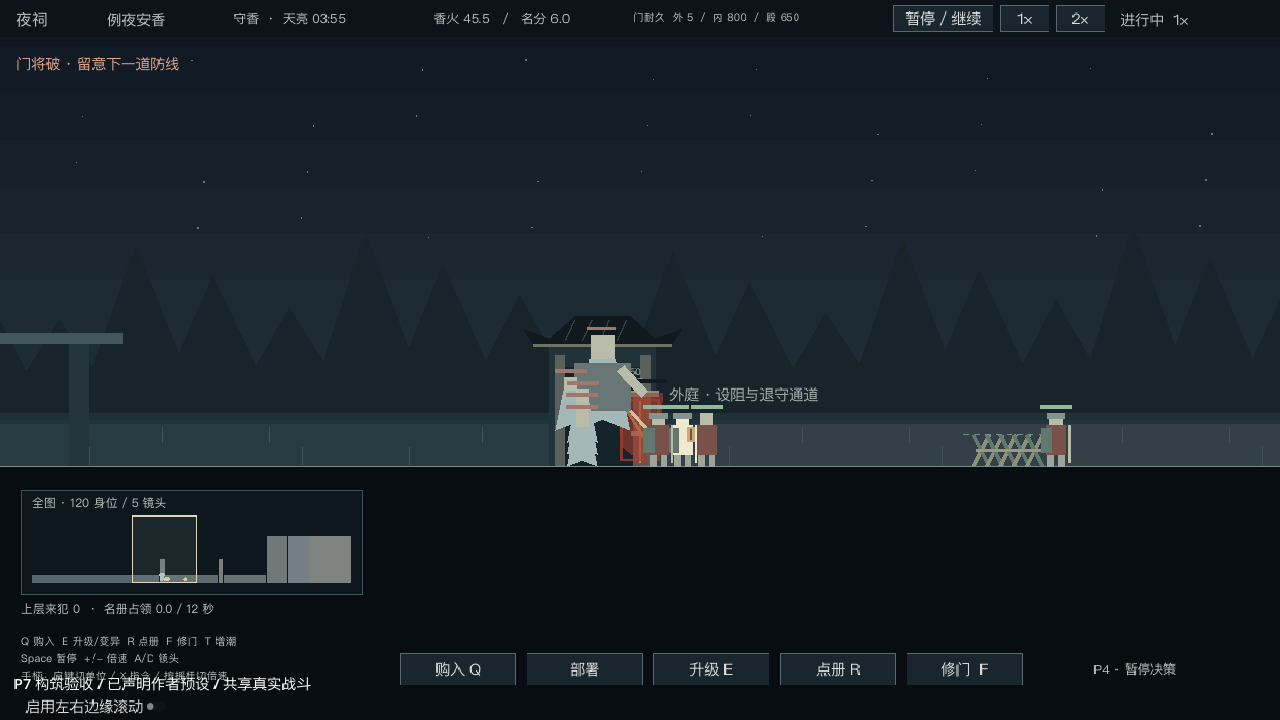 夜祠
例夜安香
守香 · 天亮 03:55
香火 45.5 / 名分 6.0
门耐久 外 5 / 内 800 / 殿 650
暂停 / 继续
1×
2×
进行中 1×
门将破 · 留意下一道防线
外庭 · 设阻与退守通道
全图 · 120 身位 / 5 镜头
上层来犯 0 · 名册占领 0.0 / 12 秒
Q 购入 E 升级/变异 R 点册 F 修门 T 增潮
Space 暂停 +/− 倍速 A/D 镜头
P7 构筑验收 / 已声明作者预设 / 共享真实战斗
启用左右边缘滚动
购入 Q
部署
升级 E
点册 R
修门 F
P4 - 暂停决策